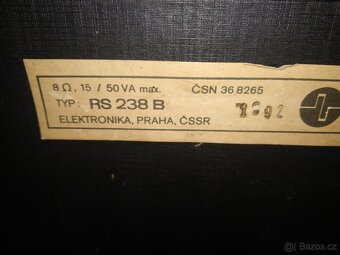 8 Ω, 15 / 50 VA max. ČSN 36 8265
TYP: RS 238 B
ELEKTRONIKA, PRAHA, ČSSR
Bazos.cz